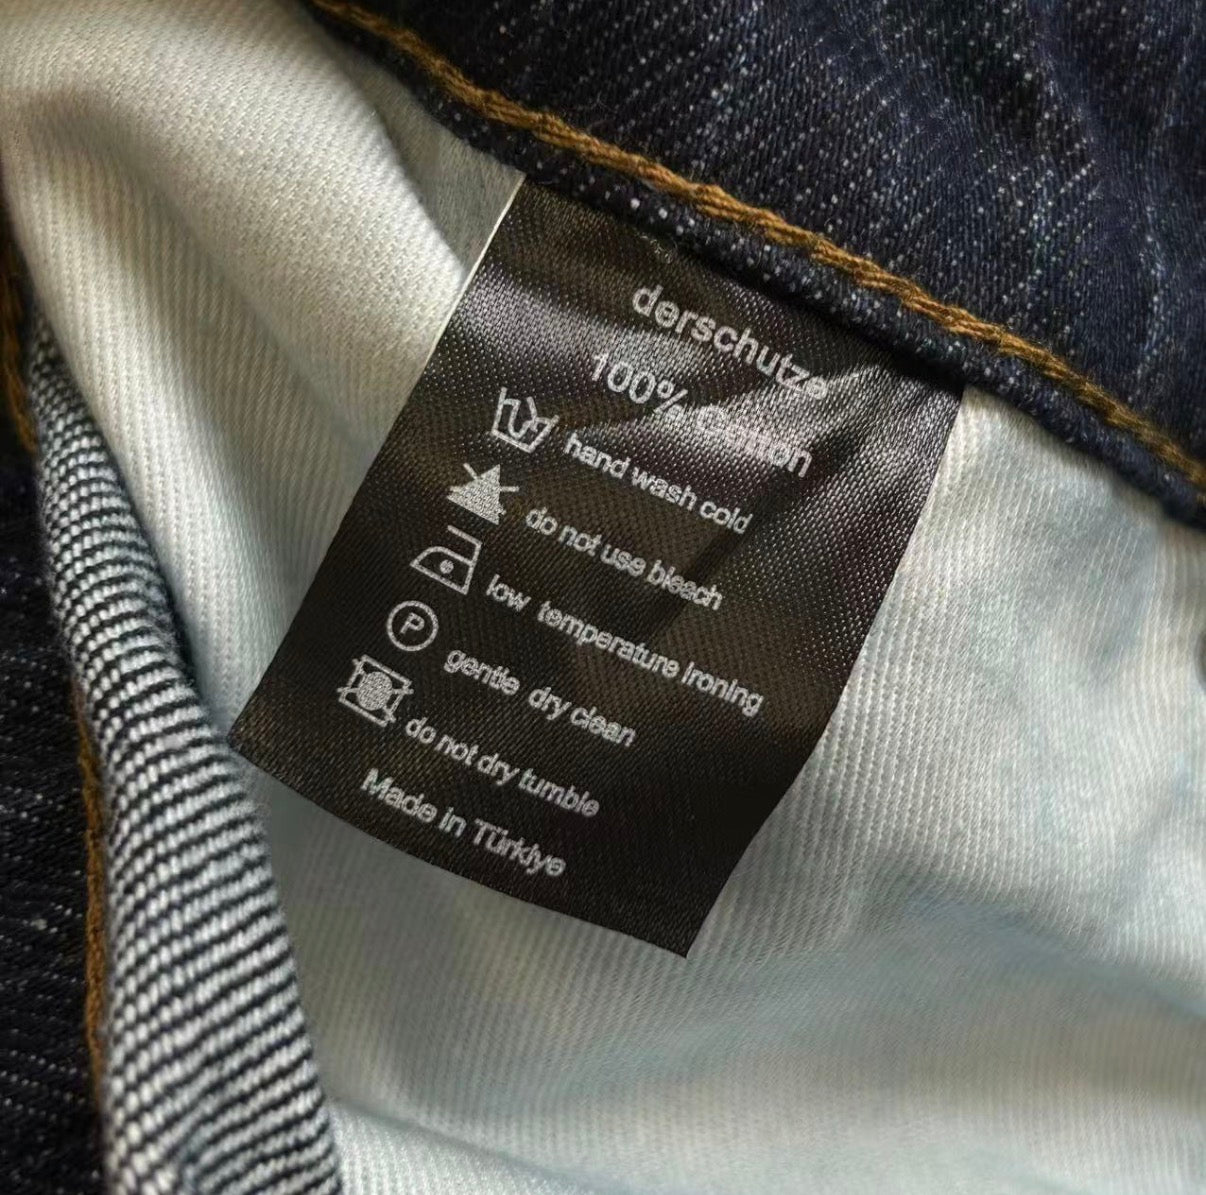 derschutze
100% Cotton
hand wash cold
do not use bleach
low temperature ironing
P
gentle dry clean
do not dry tumble
Made in Türkiye